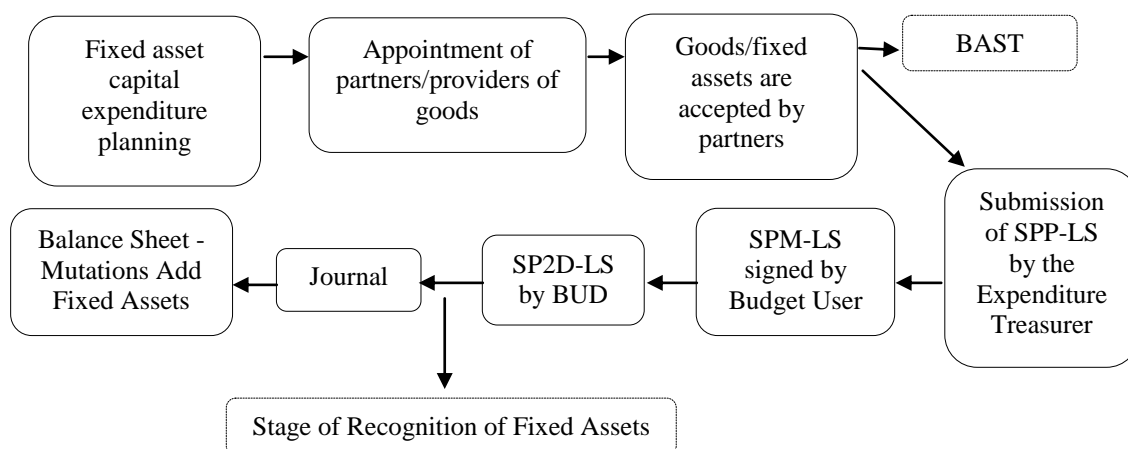 Fixed asset
capital
expenditure
planning
Appointment of
partners/providers of
goods
Goods/fixed
assets are
accepted by
partners
BAST
Submission
of SPP-LS
by the
Expenditure
Treasurer
SPM-LS
signed by
Budget User
SP2D-LS
by BUD
Journal
Balance Sheet -
Mutations Add
Fixed Assets
Stage of Recognition of Fixed Assets